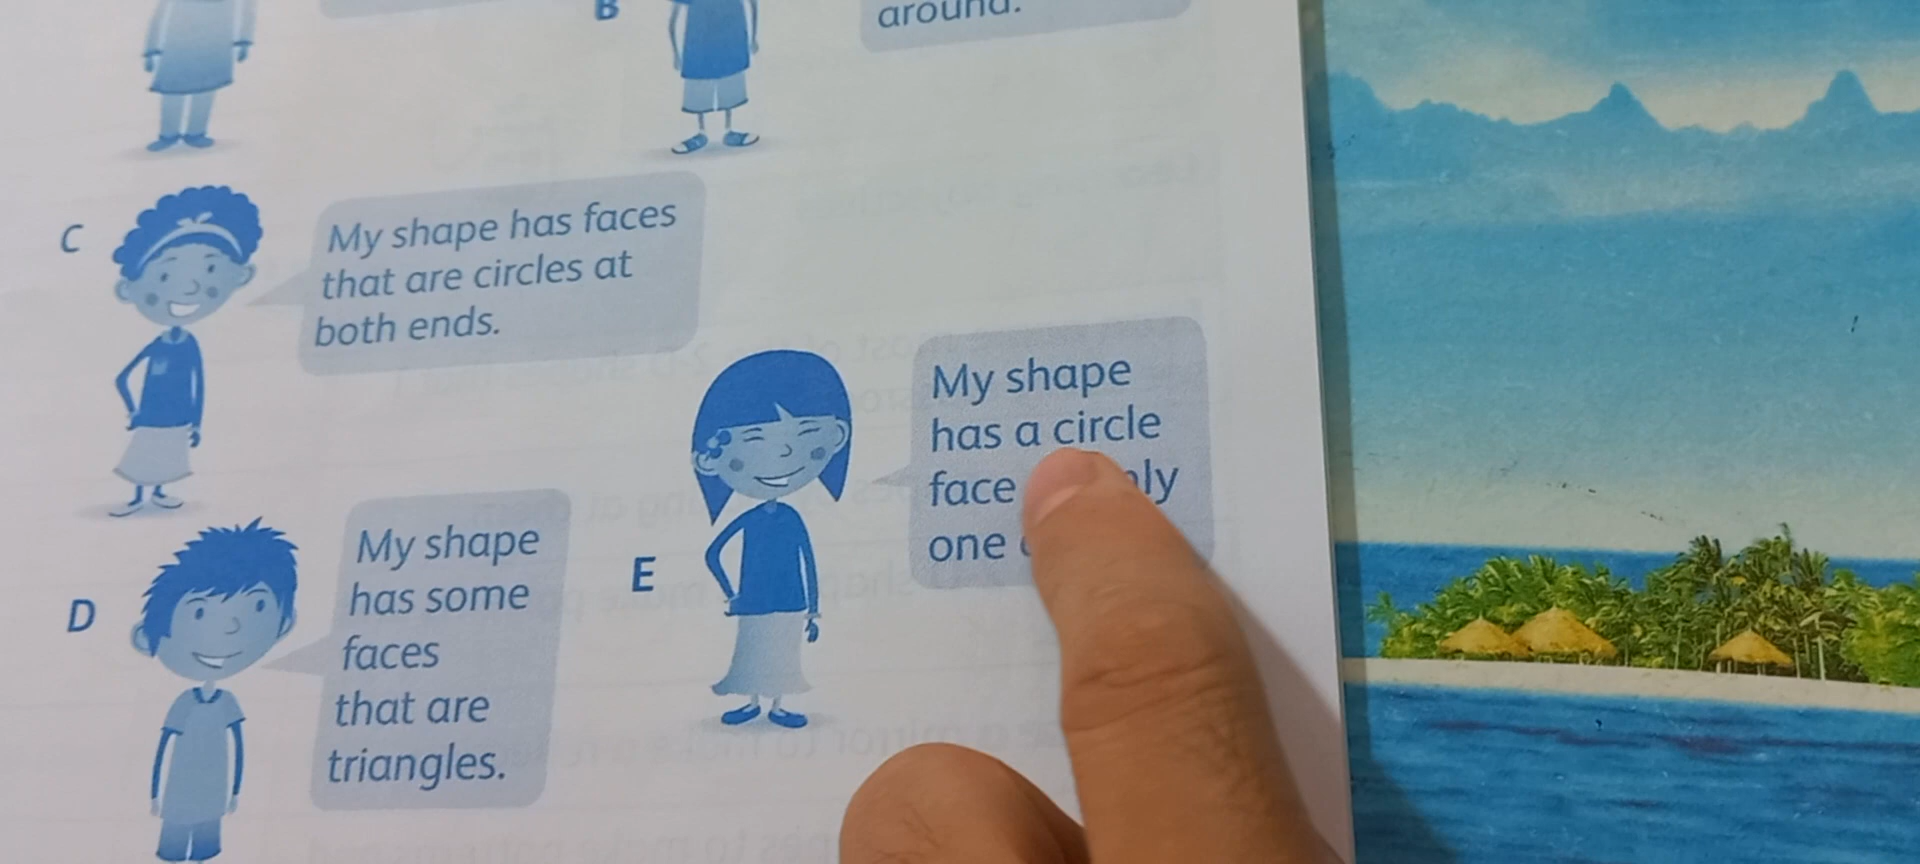 B
around.
C
My shape has faces
that are circles at
both ends.
My shape
has a circle
face
one
E
D
My shape
has some
faces
that are
triangles.